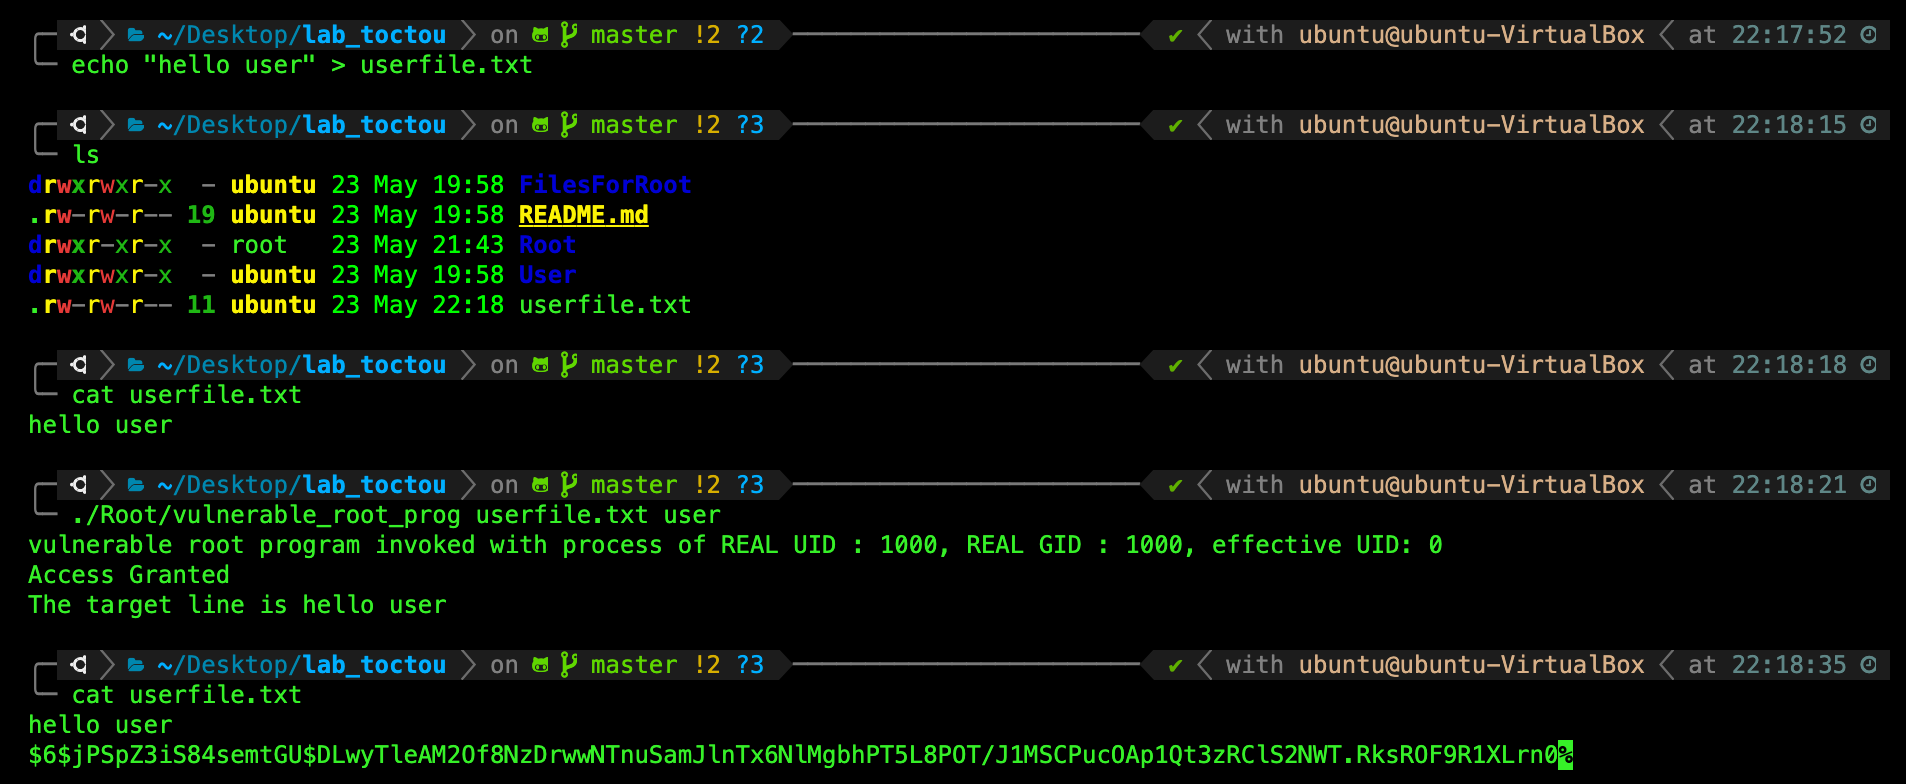 ~/Desktop/lab_toctou on master !2 ?2 ✔ with ubuntu@ubuntu-VirtualBox at 22:17:52
echo "hello user" > userfile.txt
~/Desktop/lab_toctou on master !2 ?3 ✔ with ubuntu@ubuntu-VirtualBox at 22:18:15
ls
drwxrwxr-x - ubuntu 23 May 19:58 FilesForRoot
.rw-rw-r-- 19 ubuntu 23 May 19:58 README.md
drwxr-xr-x - root 23 May 21:43 Root
drwxrwxr-x - ubuntu 23 May 19:58 User
.rw-rw-r-- 11 ubuntu 23 May 22:18 userfile.txt
~/Desktop/lab_toctou on master !2 ?3 ✔ with ubuntu@ubuntu-VirtualBox at 22:18:18
cat userfile.txt
hello user
~/Desktop/lab_toctou on master !2 ?3 ✔ with ubuntu@ubuntu-VirtualBox at 22:18:21
./Root/vulnerable_root_prog userfile.txt user
vulnerable root program invoked with process of REAL UID : 1000, REAL GID : 1000, effective UID: 0
Access Granted
The target line is hello user
~/Desktop/lab_toctou on master !2 ?3 ✔ with ubuntu@ubuntu-VirtualBox at 22:18:35
cat userfile.txt
hello user
$6$jPSpZ3iS84semtGU$DLwyTleAM2Of8NzDrwwNTnuSamJlnTx6NlMgbhPT5L8POT/J1MSCPucOAp1Qt3zRClS2NWT.RksROF9R1XLrn0%